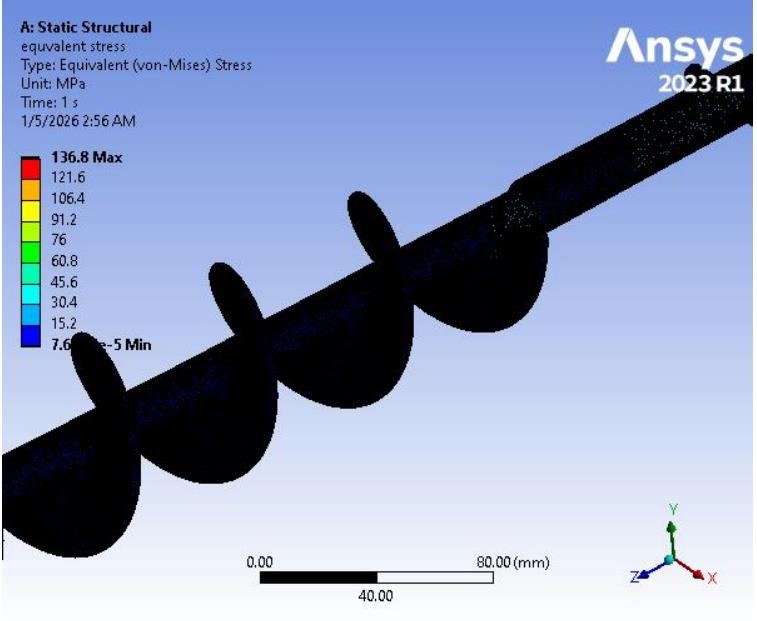 A: Static Structural
equvalent stress
Type: Equivalent (von-Mises) Stress
Unit: MPa
Time: 1 s
1/5/2026 2:56 AM
Ansys
2023 R1
136.8 Max
121.6
106.4
91.2
76
60.8
45.6
30.4
15.2
Min
0.00
80.00 (mm)
40.00
Y
Z
X